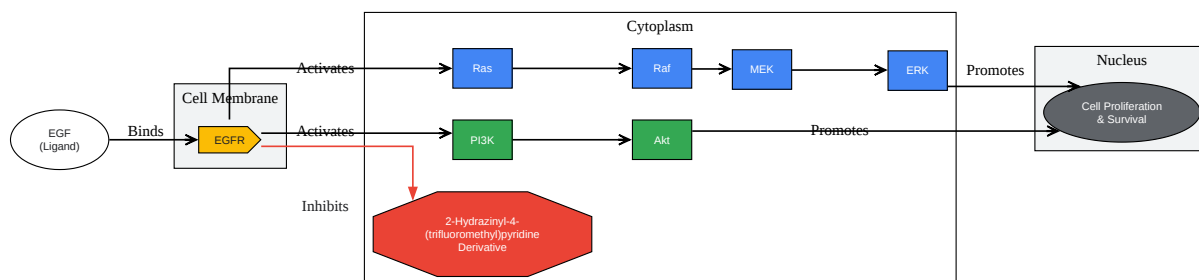 Cytoplasm
Nucleus
Cell Membrane
Activates
Ras
Raf
MEK
ERK
Promotes
EGF
(Ligand)
Binds
EGFR
Activates
PI3K
Akt
Promotes
Cell Proliferation
& Survival
Inhibits
2-Hydrazinyl-4-
(trifluoromethyl)pyridine
Derivative